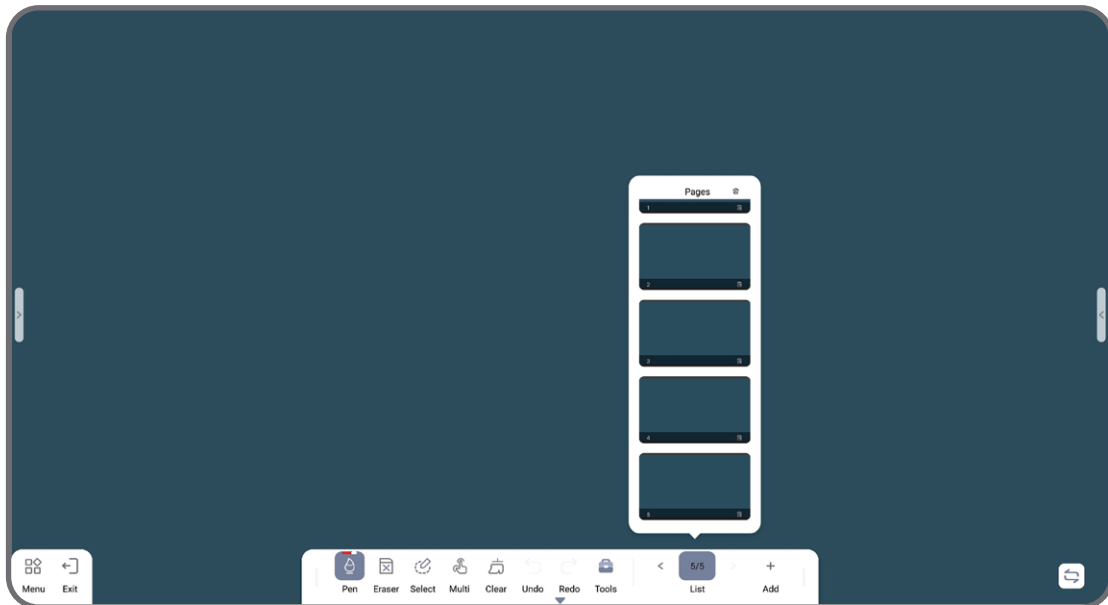 Pages
1
2
3
4
5
Menu Exit
Pen Eraser Select Multi Clear Undo Redo Tools < 5/5 > List + Add